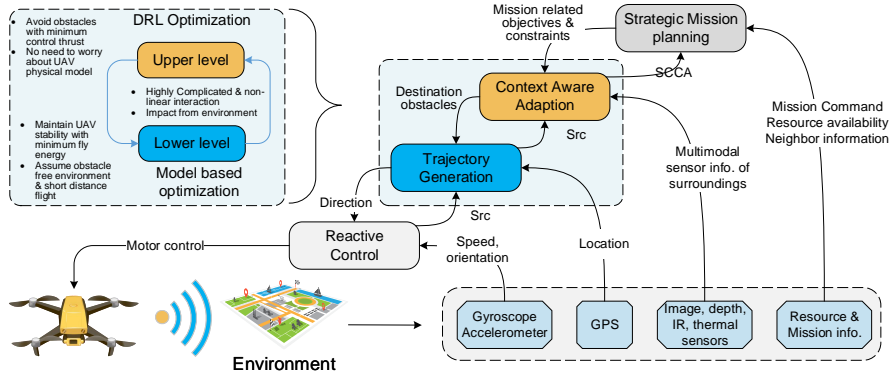 • Avoid obstacles
with minimum
control thrust
• No need to worry
about UAV
physical model
DRL Optimization
Upper level
• Highly Complicated & non-
linear interaction
• Impact from environment
• Maintain UAV
stability with
minimum fly
energy
• Assume obstacle
free environment
& short distance
flight
Lower level
Model based
optimization
Mission related
objectives &
constraints
Strategic Mission
planning
SCCA
Destination
obstacles
Context Aware
Adaption
Src
Trajectory
Generation
Direction
Src
Reactive
Control
Motor control
Speed,
orientation
Location
Multimodal
sensor info. of
surroundings
Mission Command
Resource availability
Neighbor information
Environment
Gyroscope
Accelerometer
GPS
Image, depth,
IR, thermal
sensors
Resource &
Mission info.